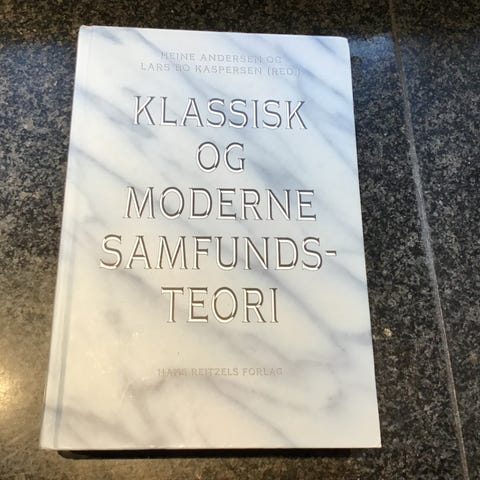 HEINE ANDERSEN OG
LARS BO KASPERSEN (RED.)
KLASSISK
OG
MODERNE
SAMFUNDS-
TEORI
HANS REITZELS FORLAG